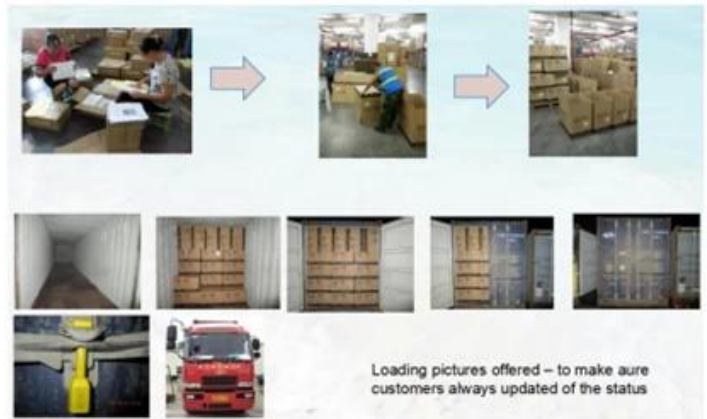 Loading pictures offered – to make aure
customers always updated of the status